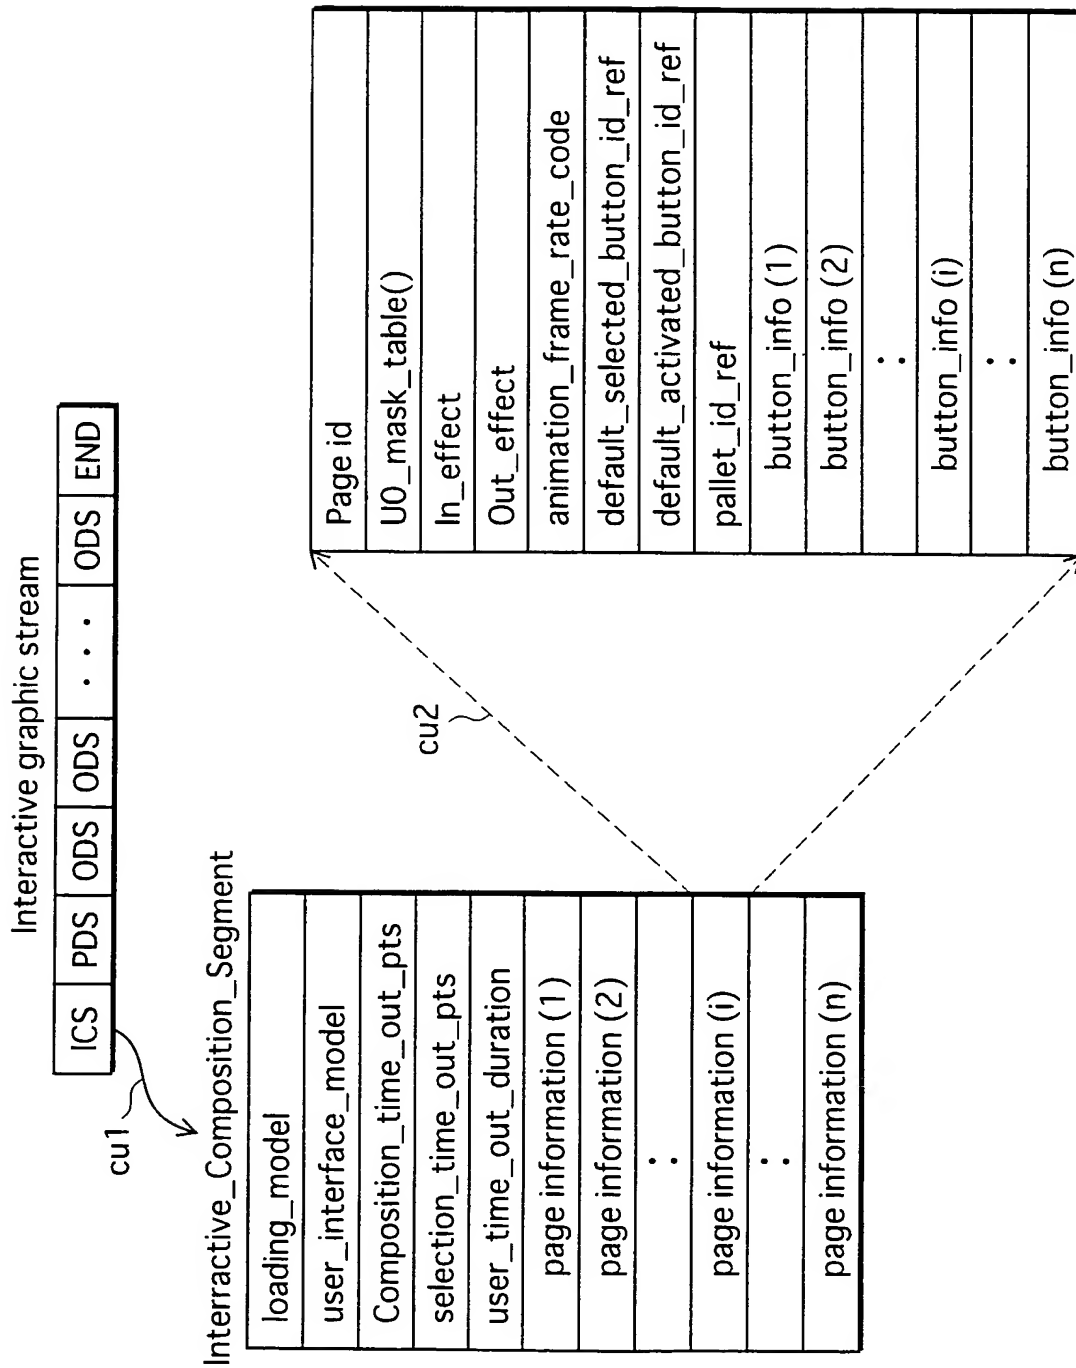 Interactive graphic stream
ICS PDS ODS ODS . . . ODS END
cu1
Interractive_Composition_Segment
loading_model
user_interface_model
Composition_time_out_pts
selection_time_out_pts
user_time_out_duration
page information (1)
page information (2)
: 
page information (i)
: 
page information (n)
cu2
Page id
UO_mask_table()
In_effect
Out_effect
animation_frame_rate_code
default_selected_button_id_ref
default_activated_button_id_ref
pallet_id_ref
button_info (1)
button_info (2)
: 
button_info (i)
: 
button_info (n)